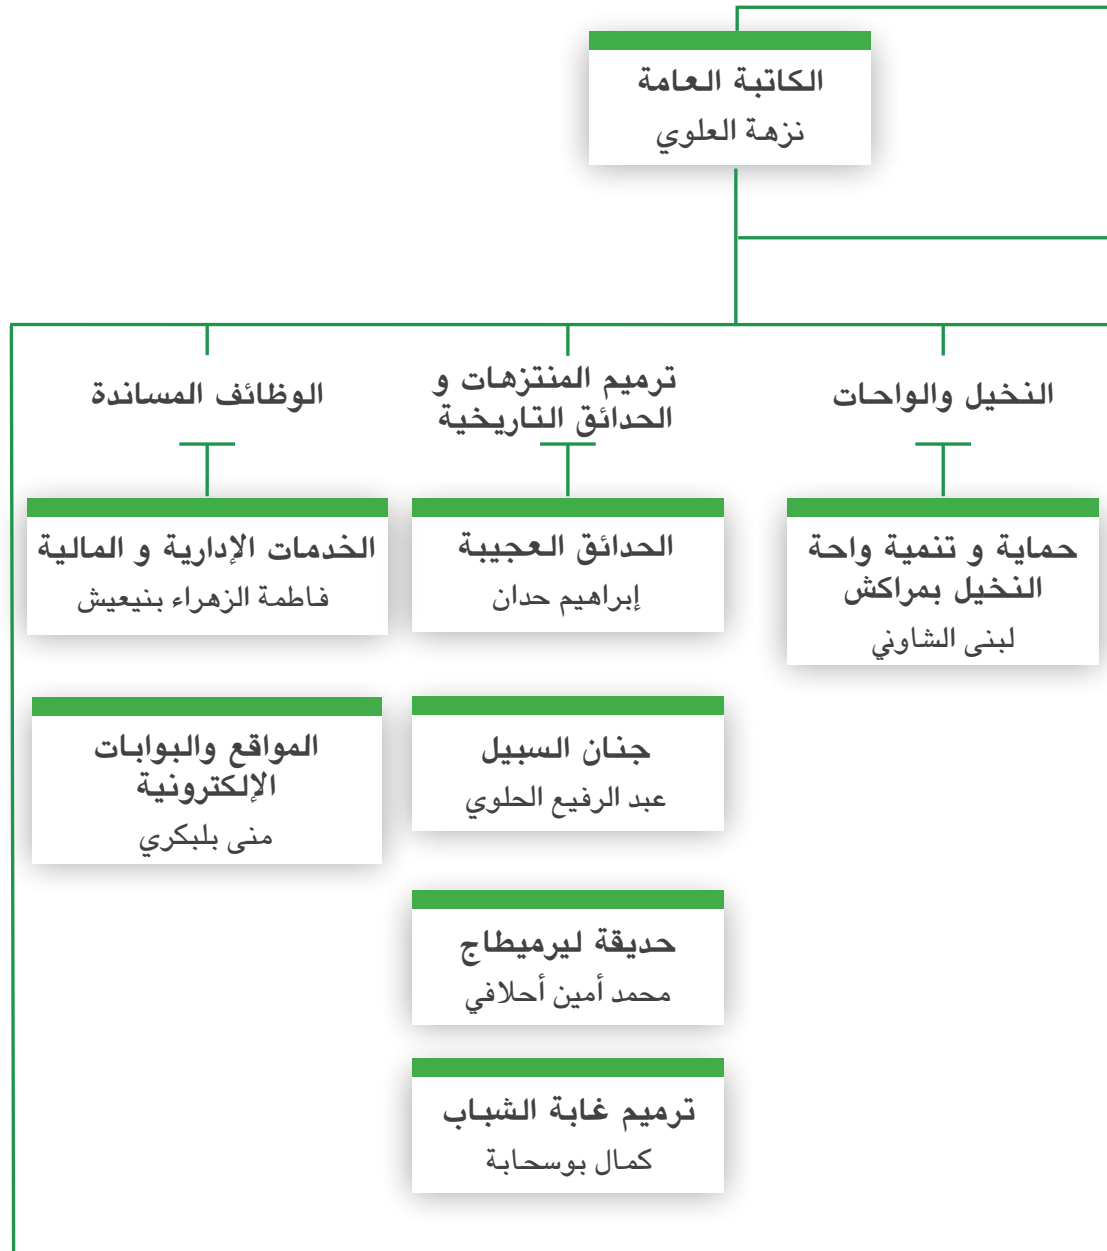 الكاتبة العامة
نزهة العلوي
النخيل والواحات
حماية و تنمية واحة
النخيل بمراكش
لبنى الشاوني
ترميم المنتزهات و
الحدائق التاريخية
الحدائق العجيبة
إبراهيم حدان
جنان السبيل
عبد الرفيع الحلوي
حديقة ليرميطاج
محمد أمين أحلافي
ترميم غابة الشباب
كمال بوسحابة
الوظائف المساندة
الخدمات الإدارية و المالية
فاطمة الزهراء بنيعيش
المواقع والبوابات
الإلكترونية
منى بلبكري